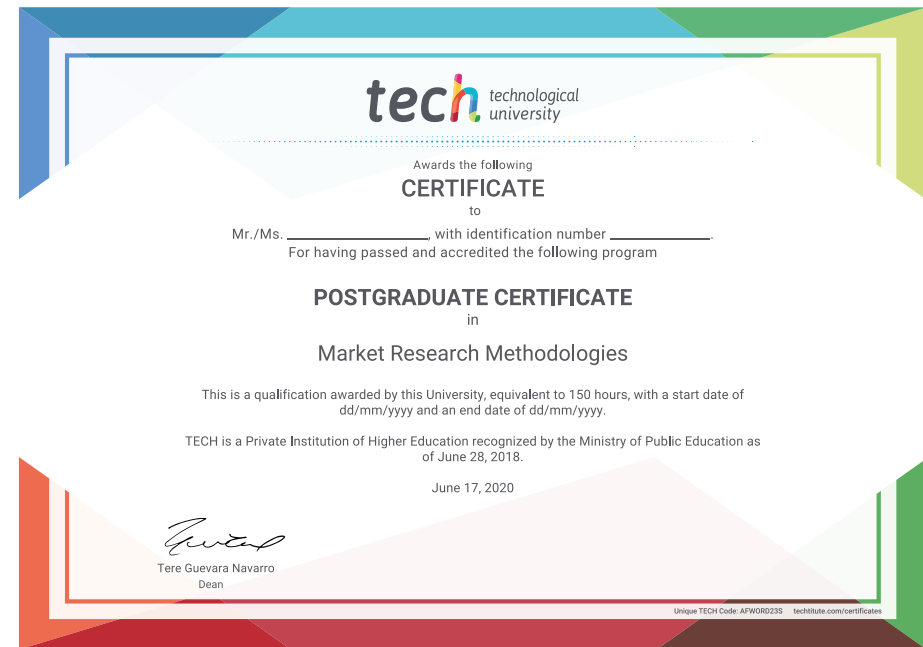 tech technological
university
Awards the following
CERTIFICATE
to
Mr./Ms. ____________________, with identification number ______________.
For having passed and accredited the following program
POSTGRADUATE CERTIFICATE
in
Market Research Methodologies
This is a qualification awarded by this University, equivalent to 150 hours, with a start date of
dd/mm/yyyy and an end date of dd/mm/yyyy.
TECH is a Private Institution of Higher Education recognized by the Ministry of Public Education as
of June 28, 2018.
June 17, 2020
Tere Guevara Navarro
Dean
Unique TECH Code: AFWORD23S techtitute.com/certificates